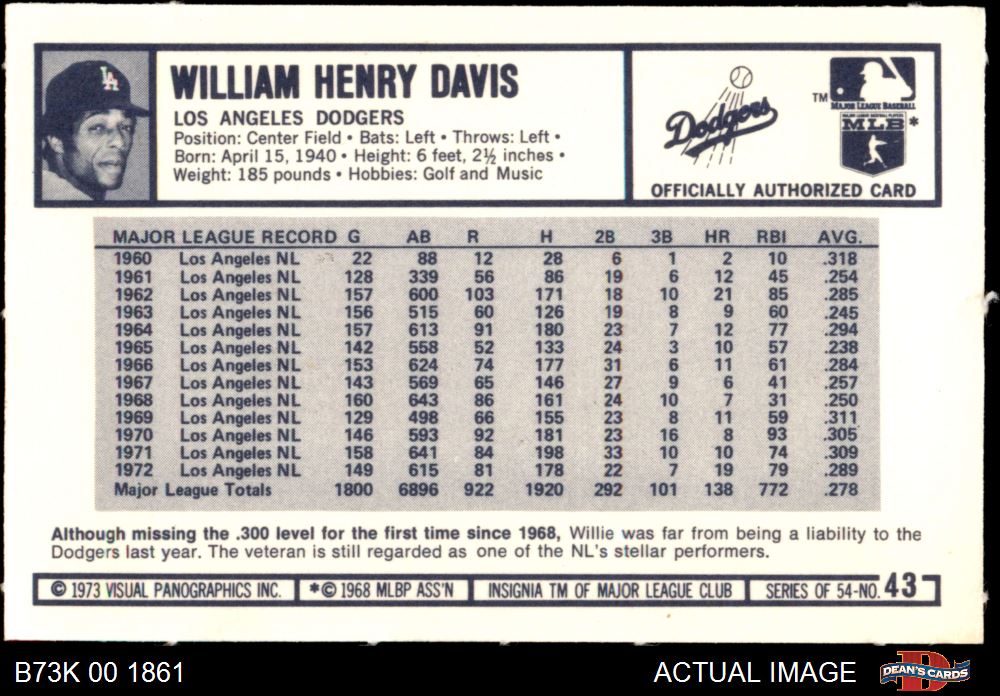 LA
WILLIAM HENRY DAVIS
LOS ANGELES DODGERS
Position: Center Field • Bats: Left • Throws: Left •
Born: April 15, 1940 • Height: 6 feet, 2½ inches •
Weight: 185 pounds • Hobbies: Golf and Music
Dodgers
TM
MAJOR LEAGUE BASEBALL
MAJOR LEAGUE BASEBALL PLAYERS
MLB *
OFFICIALLY AUTHORIZED CARD
MAJOR LEAGUE RECORD G AB R H 2B 3B HR RBI AVG.
1960 Los Angeles NL 22 88 12 28 6 1 2 10 .318
1961 Los Angeles NL 128 339 56 86 19 6 12 45 .254
1962 Los Angeles NL 157 600 103 171 18 10 21 85 .285
1963 Los Angeles NL 156 515 60 126 19 8 9 60 .245
1964 Los Angeles NL 157 613 91 180 23 7 12 77 .294
1965 Los Angeles NL 142 558 52 133 24 3 10 57 .238
1966 Los Angeles NL 153 624 74 177 31 6 11 61 .284
1967 Los Angeles NL 143 569 65 146 27 9 6 41 .257
1968 Los Angeles NL 160 643 86 161 24 10 7 31 .250
1969 Los Angeles NL 129 498 66 155 23 8 11 59 .311
1970 Los Angeles NL 146 593 92 181 23 16 8 93 .305
1971 Los Angeles NL 158 641 84 198 33 10 10 74 .309
1972 Los Angeles NL 149 615 81 178 22 7 19 79 .289
Major League Totals 1800 6896 922 1920 292 101 138 772 .278
Although missing the .300 level for the first time since 1968, Willie was far from being a liability to the
Dodgers last year. The veteran is still regarded as one of the NL's stellar performers.
© 1973 VISUAL PANOGRAPHICS INC. *© 1968 MLBP ASS'N INSIGNIA TM OF MAJOR LEAGUE CLUB SERIES OF 54-NO. 43
B73K 00 1861
ACTUAL IMAGE
D
DEAN'S CARDS